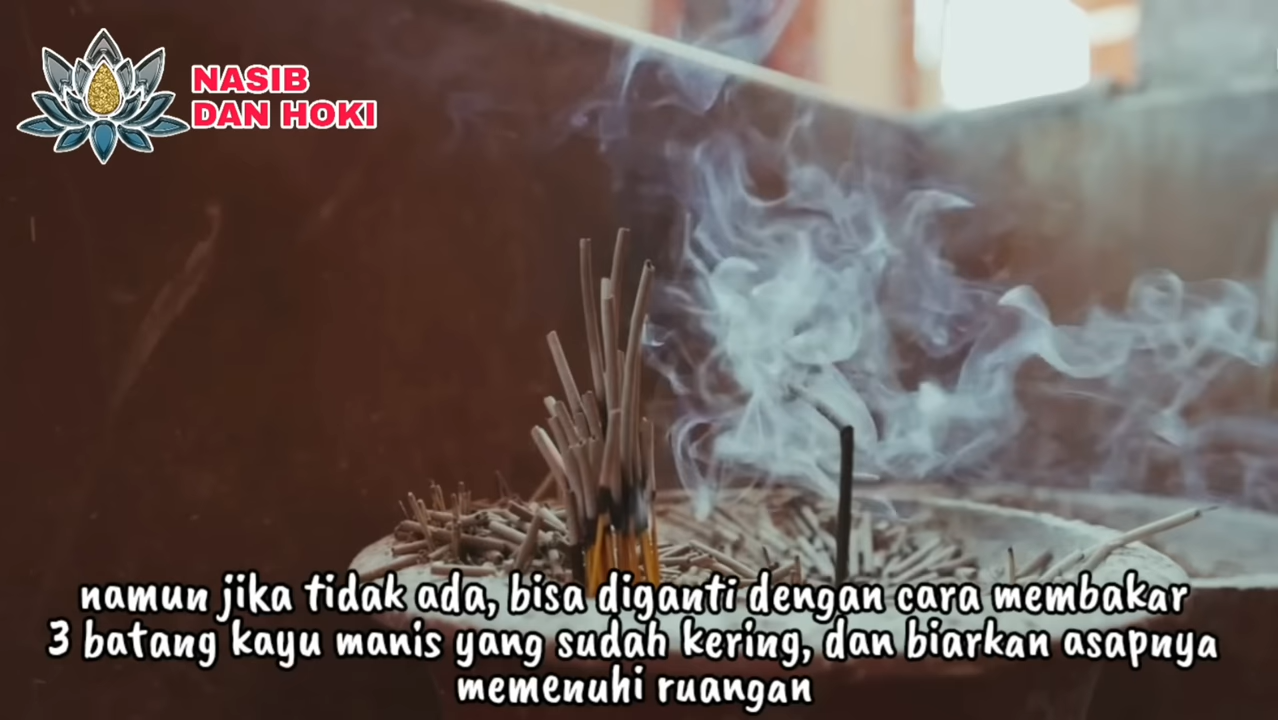 NASIB
DAN HOKI
namun jika tidak ada, bisa diganti dengan cara membakar
3 batang kayu manis yang sudah kering, dan biarkan asapnya
memenuhi ruangan